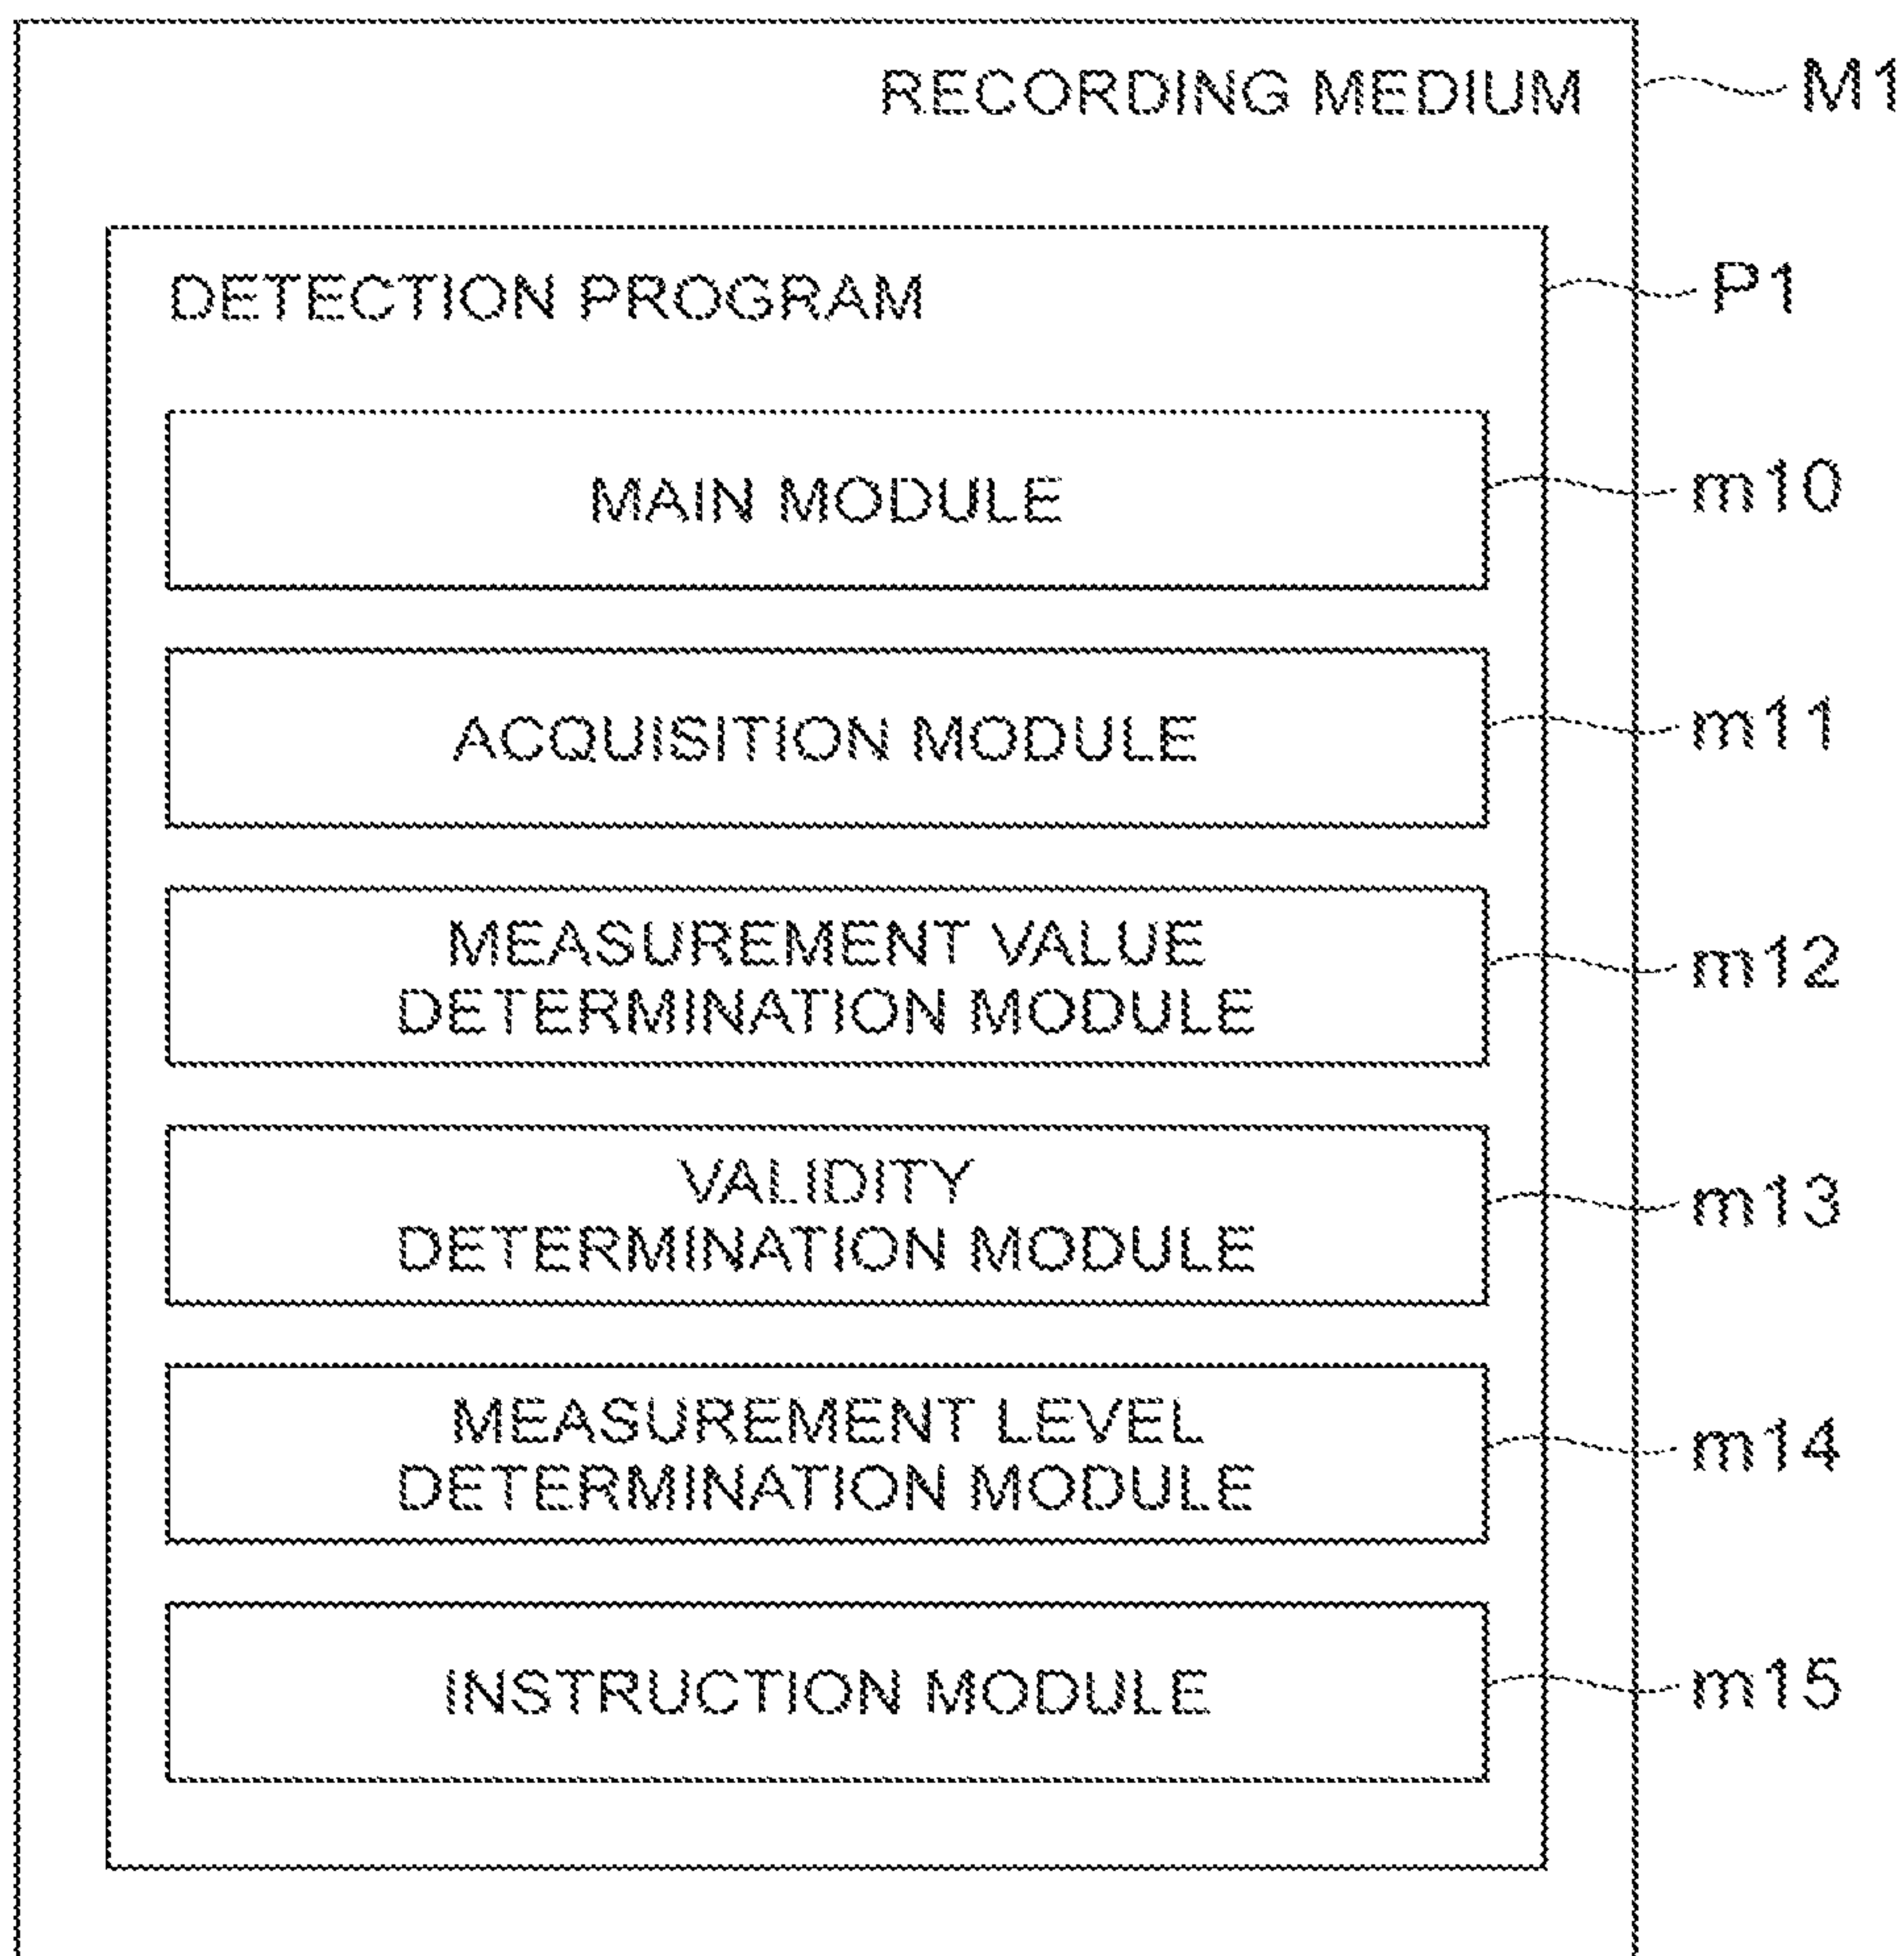 RECORDING MEDIUM
M1
DETECTION PROGRAM
P1
MAIN MODULE
m10
ACQUISITION MODULE
m11
MEASUREMENT VALUE
DETERMINATION MODULE
m12
VALIDITY
DETERMINATION MODULE
m13
MEASUREMENT LEVEL
DETERMINATION MODULE
m14
INSTRUCTION MODULE
m15